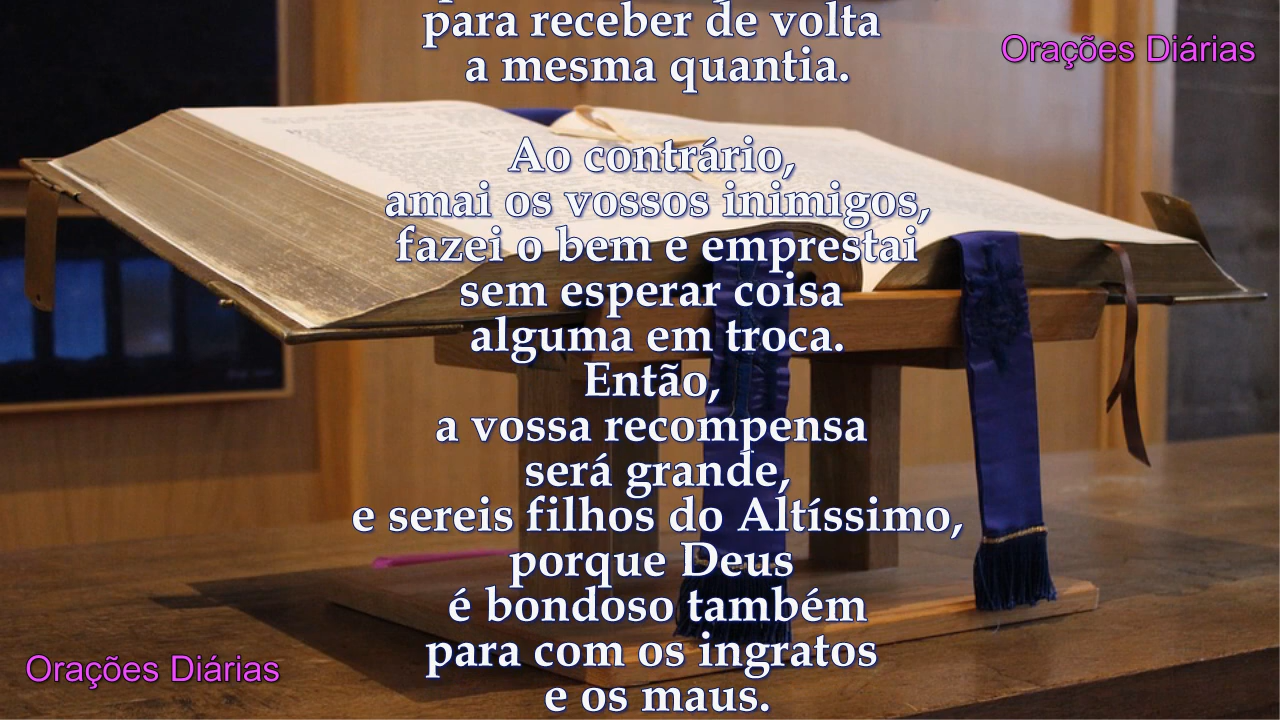 para receber de volta
a mesma quantia.
Orações Diárias
Ao contrário,
amai os vossos inimigos,
fazei o bem e emprestai
sem esperar coisa
alguma em troca.
Então,
a vossa recompensa
será grande,
e sereis filhos do Altíssimo,
porque Deus
é bondoso também
para com os ingratos
e os maus.
Orações Diárias